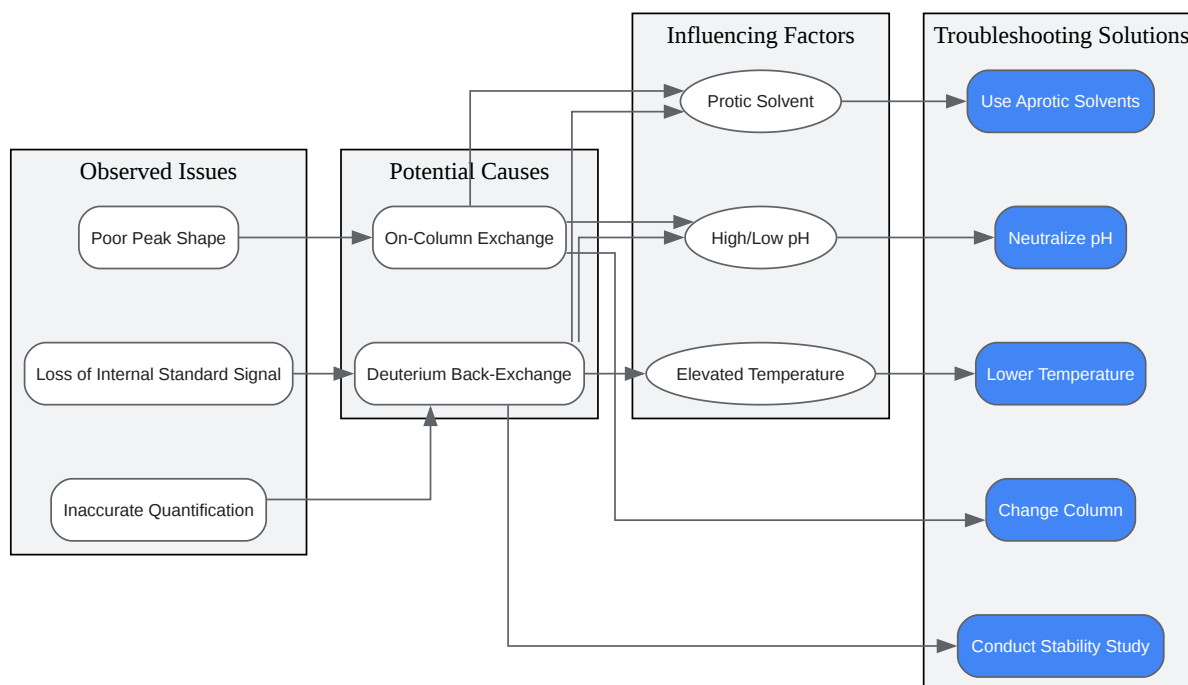 Observed Issues
Poor Peak Shape
Loss of Internal Standard Signal
Inaccurate Quantification
Potential Causes
On-Column Exchange
Deuterium Back-Exchange
Influencing Factors
Protic Solvent
High/Low pH
Elevated Temperature
Troubleshooting Solutions
Use Aprotic Solvents
Neutralize pH
Lower Temperature
Change Column
Conduct Stability Study